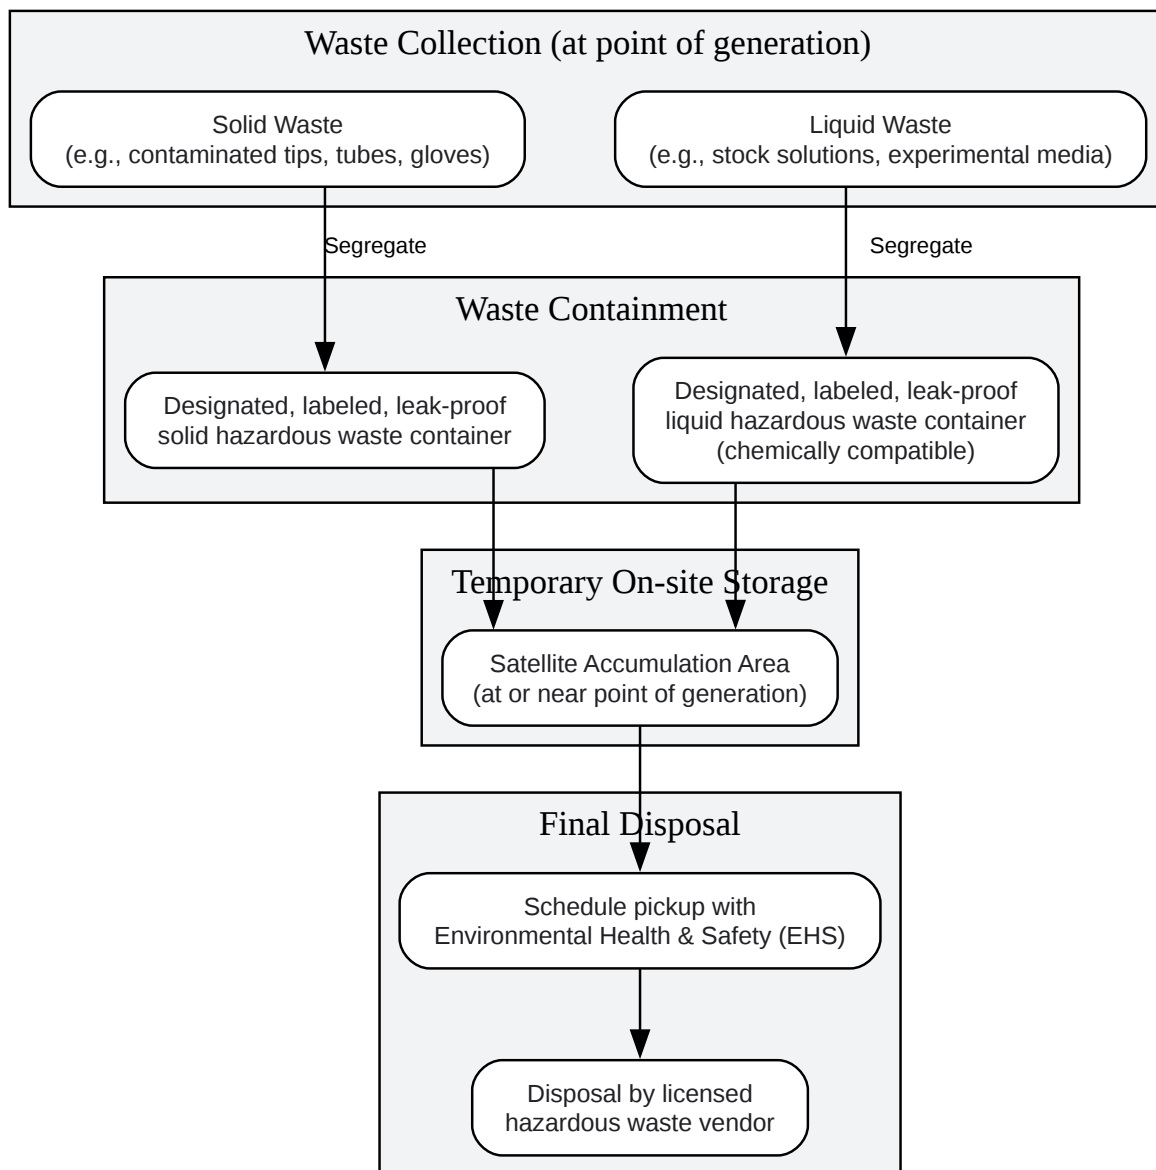 Waste Collection (at point of generation)
Solid Waste
(e.g., contaminated tips, tubes, gloves)
Liquid Waste
(e.g., stock solutions, experimental media)
Segregate
Segregate
Waste Containment
Designated, labeled, leak-proof
solid hazardous waste container
Designated, labeled, leak-proof
liquid hazardous waste container
(chemically compatible)
Temporary On-site Storage
Satellite Accumulation Area
(at or near point of generation)
Final Disposal
Schedule pickup with
Environmental Health & Safety (EHS)
Disposal by licensed
hazardous waste vendor